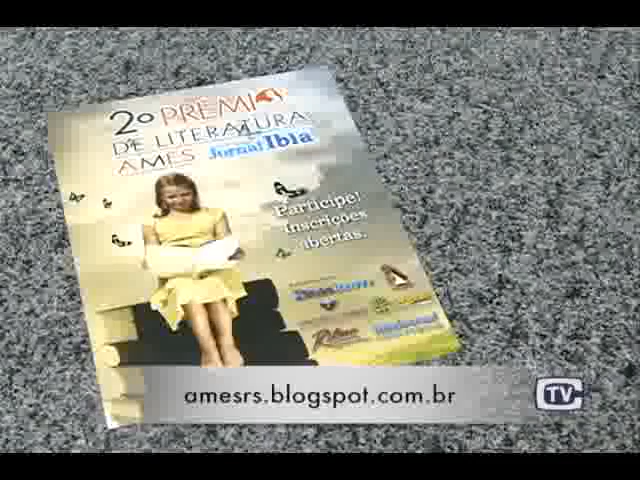 2º PRÊMIO
DE LITERATURA
AMES Jornal Ibiá
Participe!
Inscrições
abertas.
amesrs.blogspot.com.br
TV